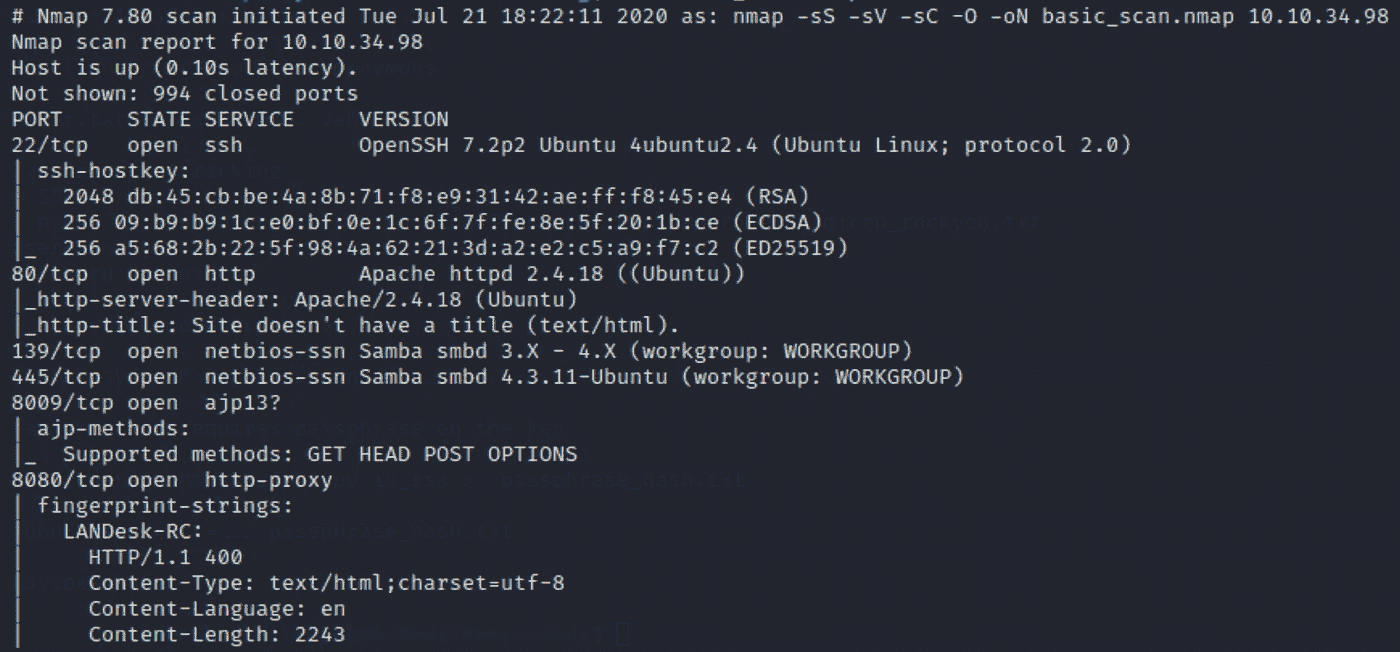 # Nmap 7.80 scan initiated Tue Jul 21 18:22:11 2020 as: nmap -sS -sV -sC -O -oN basic_scan.nmap 10.10.34.98
Nmap scan report for 10.10.34.98
Host is up (0.10s latency).
Not shown: 994 closed ports
PORT     STATE SERVICE     VERSION
22/tcp   open  ssh         OpenSSH 7.2p2 Ubuntu 4ubuntu2.4 (Ubuntu Linux; protocol 2.0)
| ssh-hostkey:
|   2048 db:45:cb:be:4a:8b:71:f8:e9:31:42:ae:ff:f8:45:e4 (RSA)
|   256 09:b9:b9:1c:e0:bf:0e:1c:6f:7f:fe:8e:5f:20:1b:ce (ECDSA)
|_  256 a5:68:2b:22:5f:98:4a:62:21:3d:a2:e2:c5:a9:f7:c2 (ED25519)
80/tcp   open  http        Apache httpd 2.4.18 ((Ubuntu))
|_http-server-header: Apache/2.4.18 (Ubuntu)
|_http-title: Site doesn't have a title (text/html).
139/tcp  open  netbios-ssn Samba smbd 3.X - 4.X (workgroup: WORKGROUP)
445/tcp  open  netbios-ssn Samba smbd 4.3.11-Ubuntu (workgroup: WORKGROUP)
8009/tcp open  ajp13?
| ajp-methods:
|_  Supported methods: GET HEAD POST OPTIONS
8080/tcp open  http-proxy
| fingerprint-strings:
|   LANDesk-RC:
|     HTTP/1.1 400
|     Content-Type: text/html;charset=utf-8
|     Content-Language: en
|     Content-Length: 2243